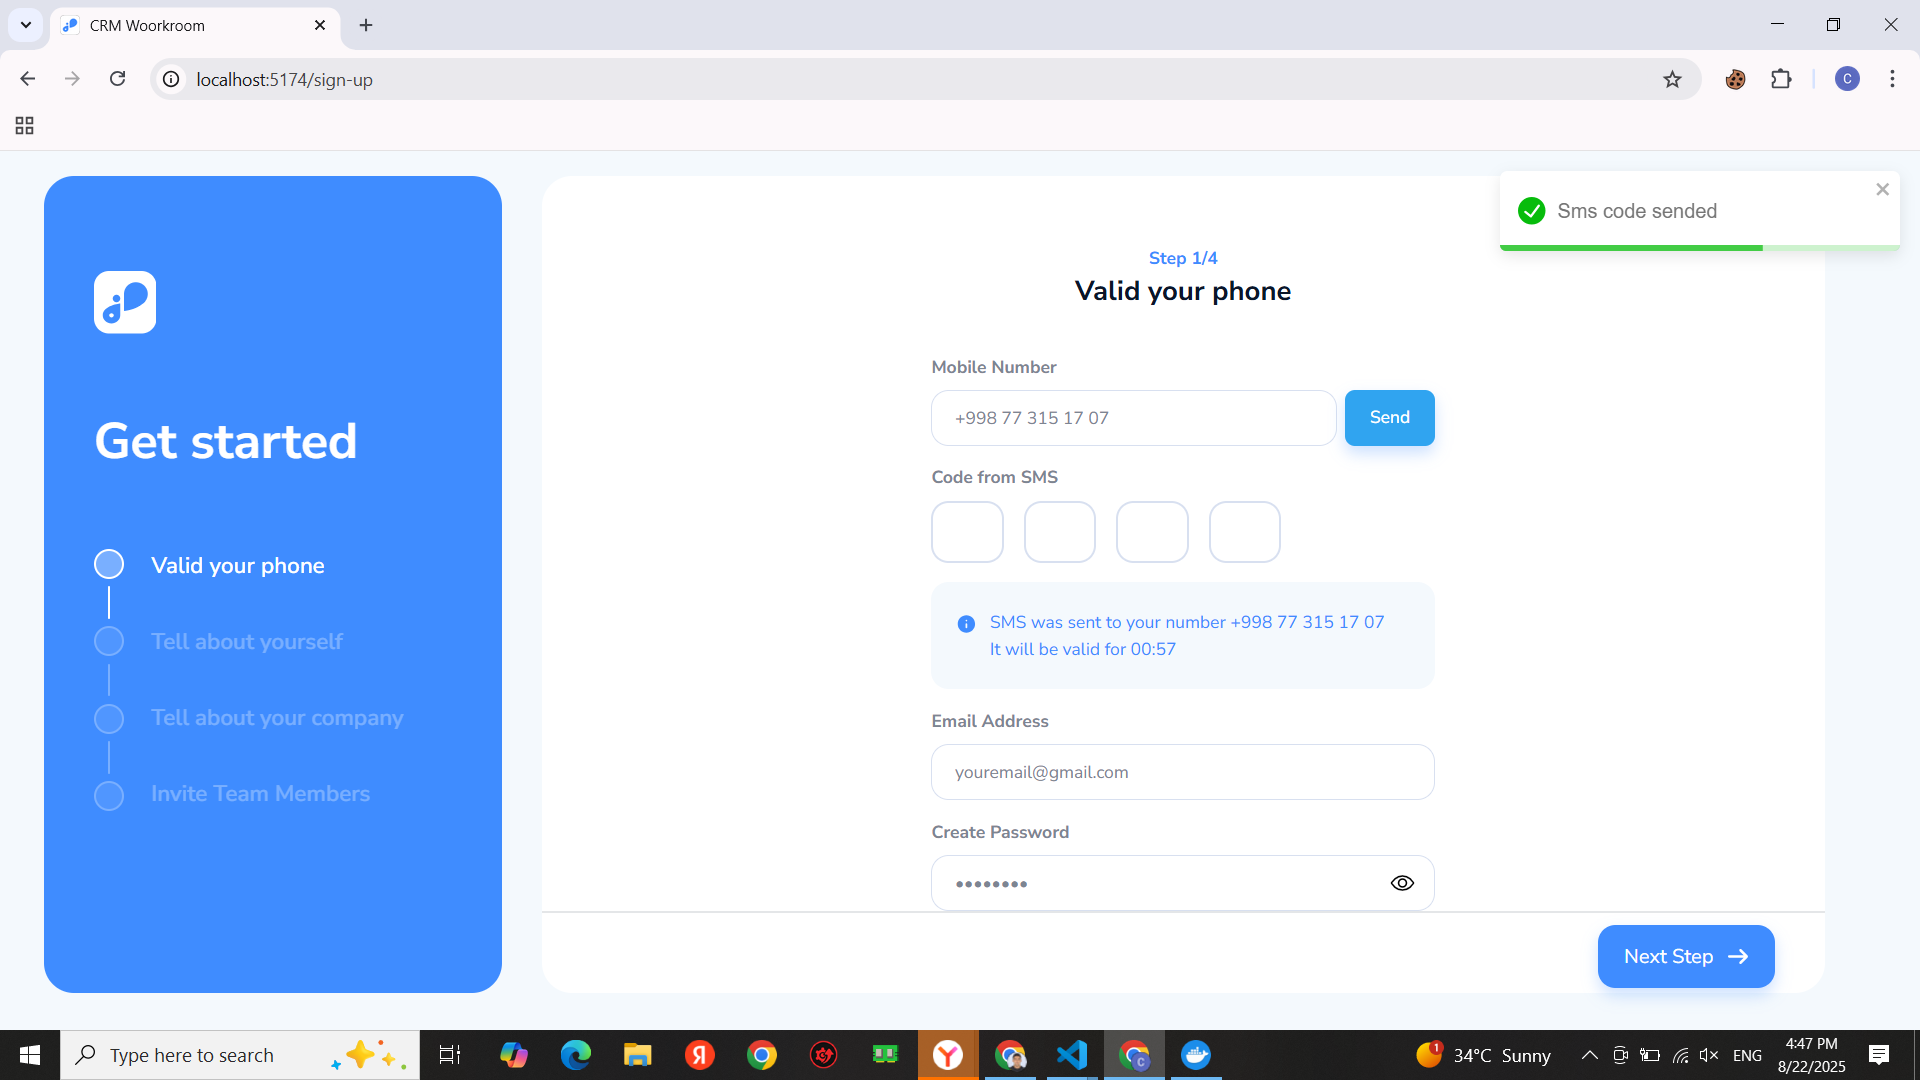 CRM Woorkroom
localhost:5174/sign-up
C
Sms code sended
Step 1/4
Valid your phone
Get started
Valid your phone
Tell about yourself
Tell about your company
Invite Team Members
Mobile Number
+998 77 315 17 07
Send
Code from SMS
SMS was sent to your number +998 77 315 17 07
It will be valid for 00:57
Email Address
youremail@gmail.com
Create Password
••••••••
Next Step
Type here to search
Я
Y
C
1
34°C Sunny
ENG
4:47 PM
8/22/2025